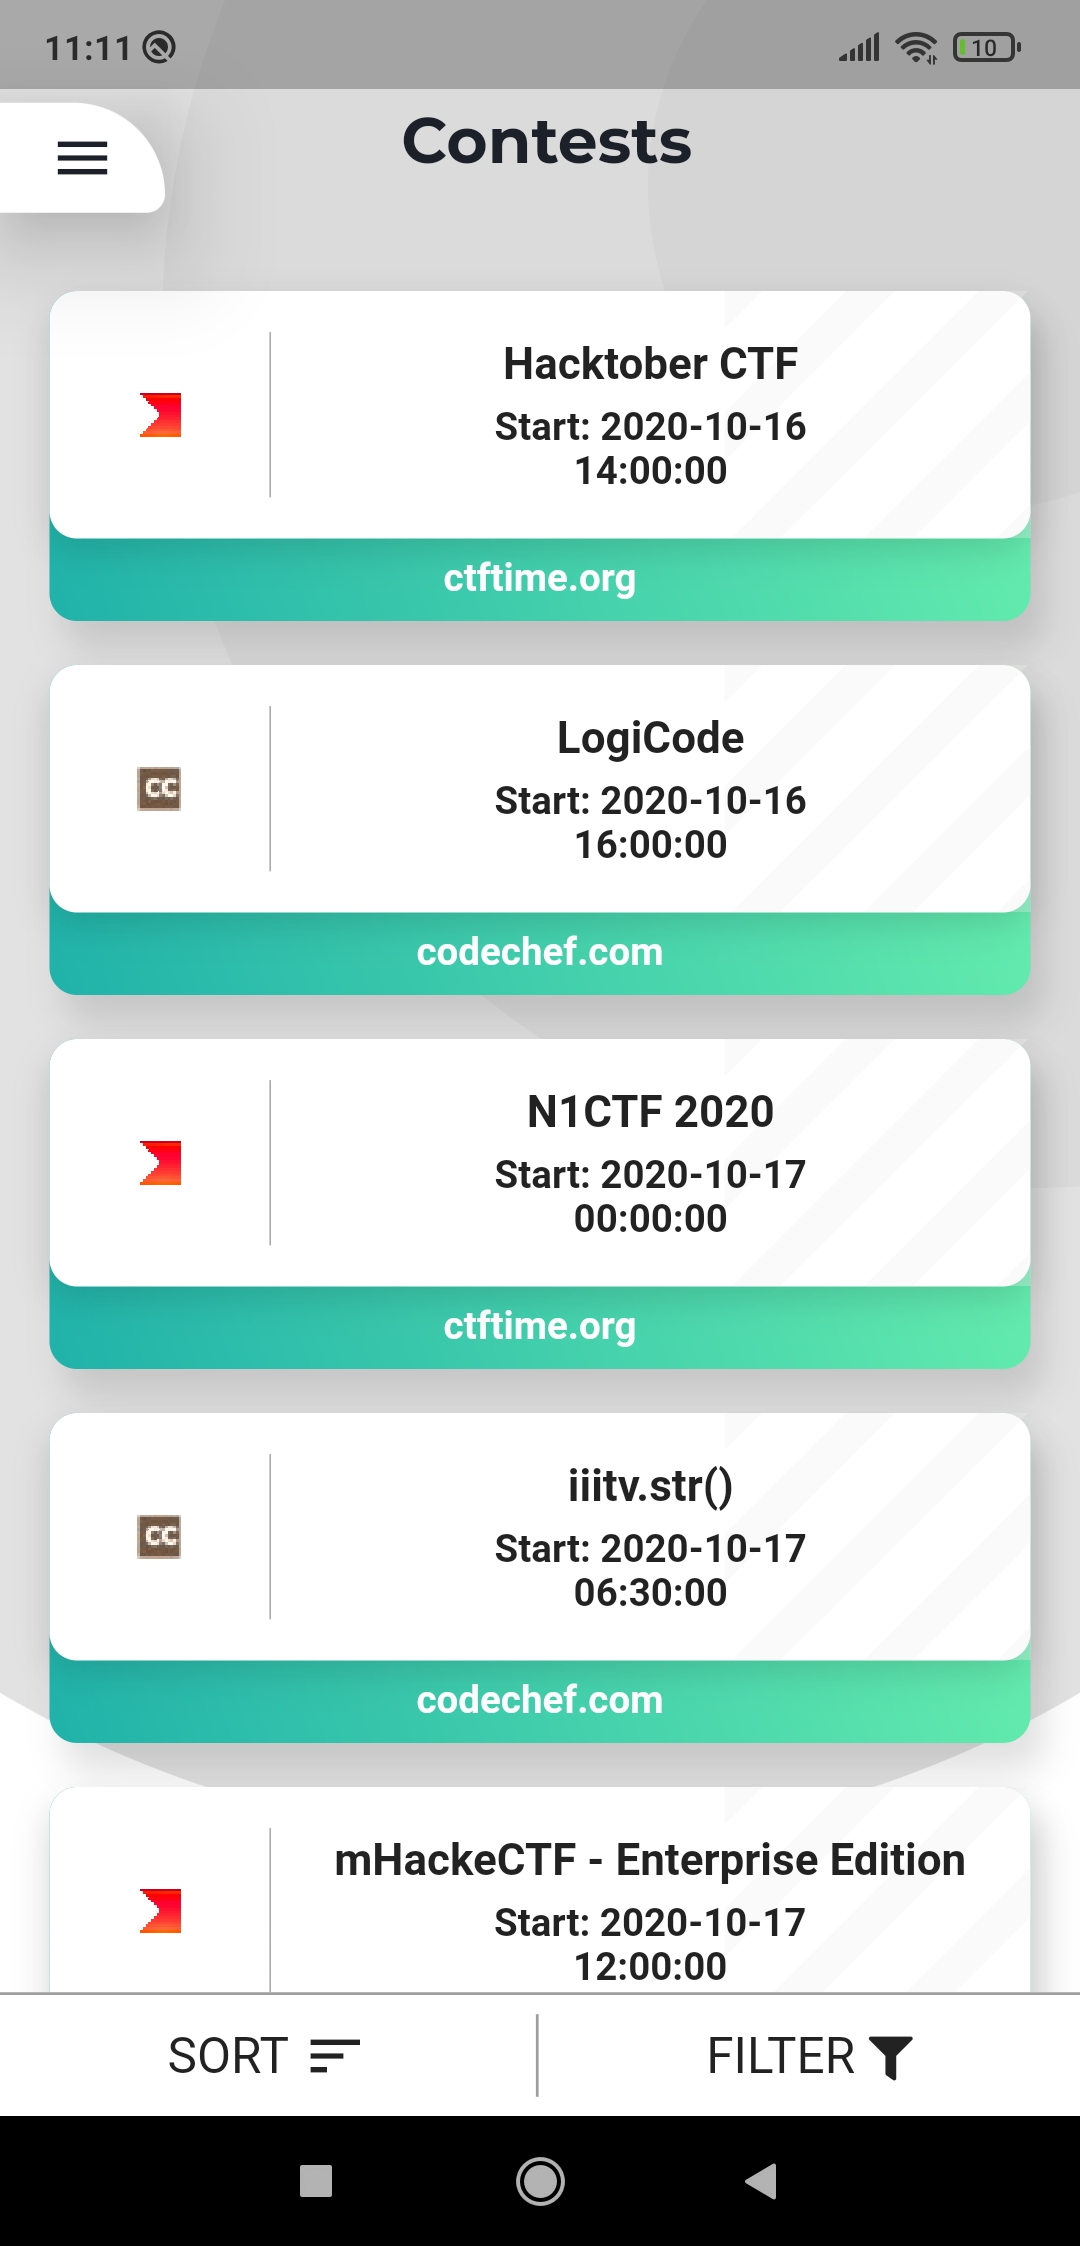 11:11
10
Contests
Hacktober CTF
Start: 2020-10-16
14:00:00
ctftime.org
LogiCode
CC
Start: 2020-10-16
16:00:00
codechef.com
N1CTF 2020
Start: 2020-10-17
00:00:00
ctftime.org
iiitv.str()
CC
Start: 2020-10-17
06:30:00
codechef.com
mHackeCTF - Enterprise Edition
Start: 2020-10-17
12:00:00
SORT
FILTER